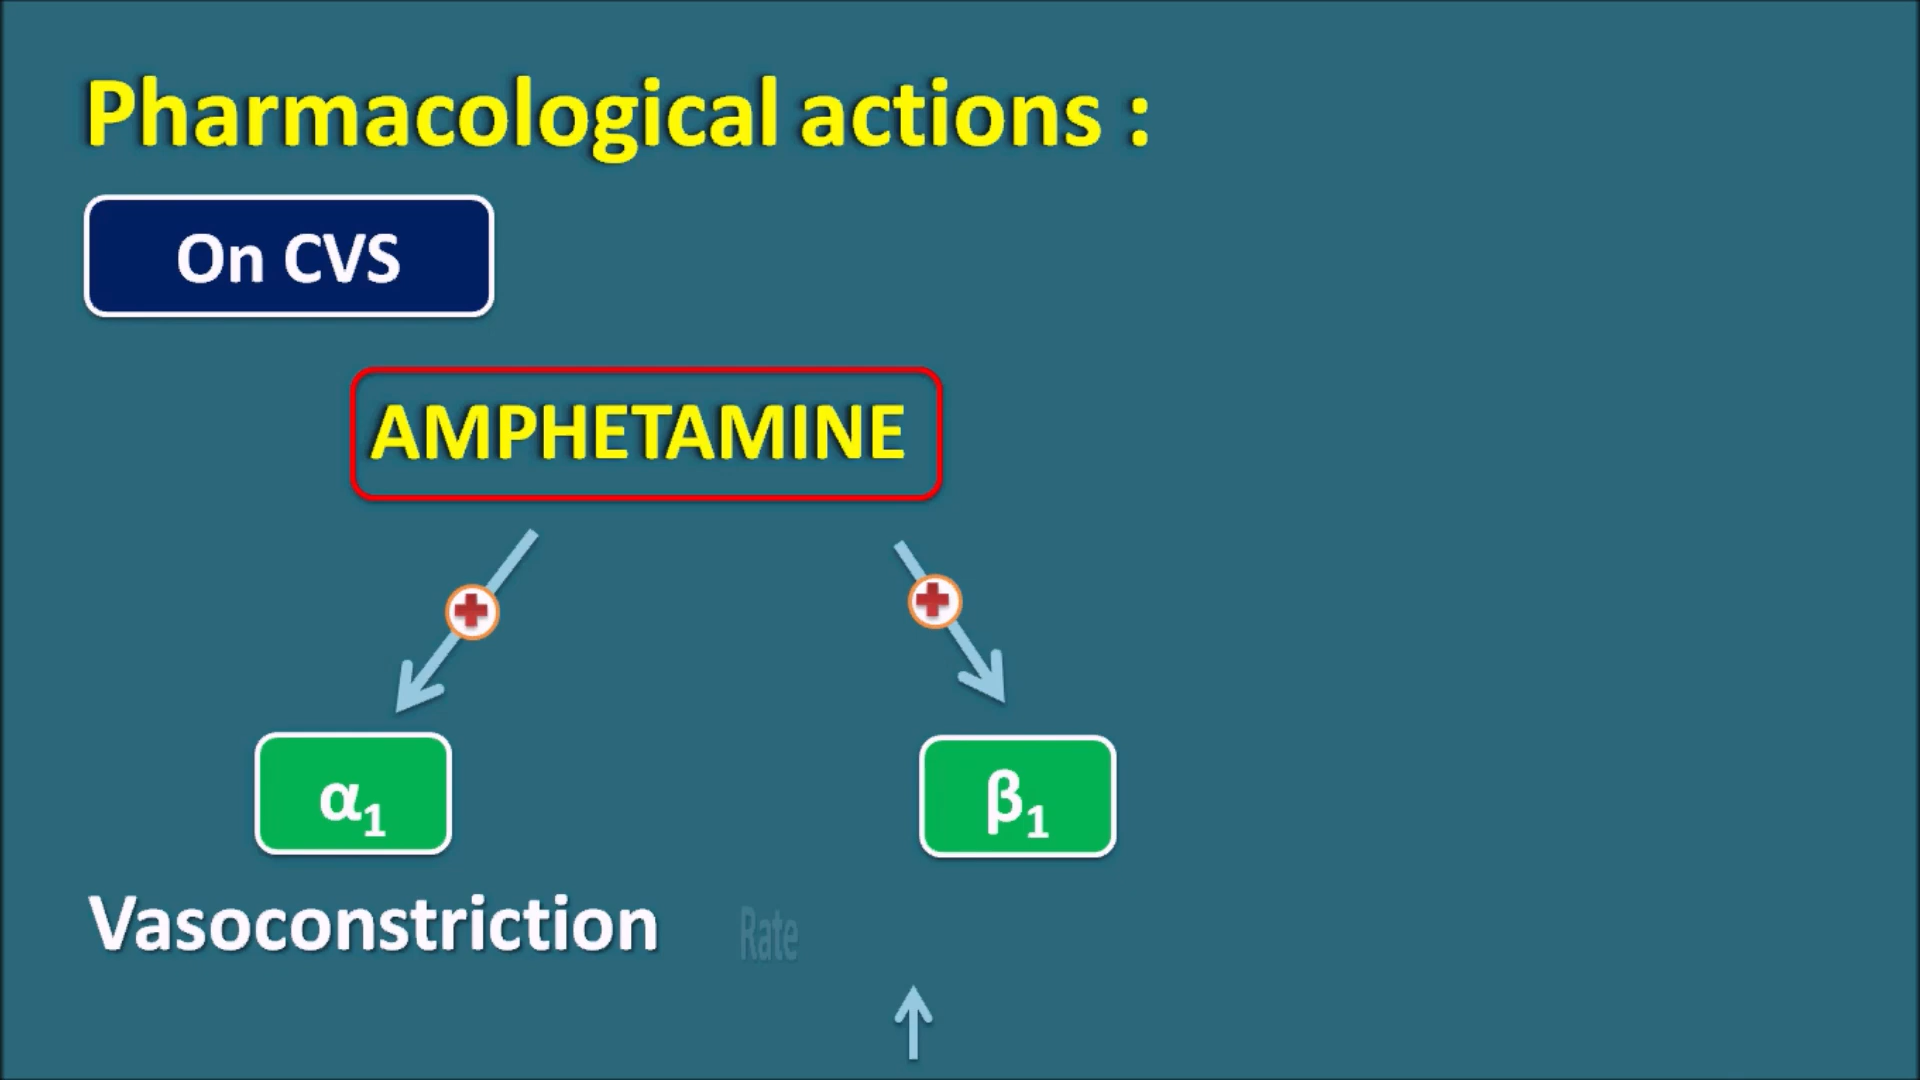 Pharmacological actions :
On CVS
AMPHETAMINE
α₁
β₁
Vasoconstriction
Rate